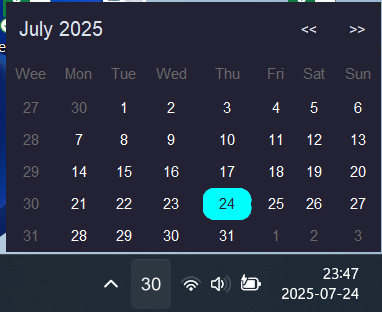 July 2025 << >>
Wee Mon Tue Wed Thu Fri Sat Sun
27 30 1 2 3 4 5 6
28 7 8 9 10 11 12 13
29 14 15 16 17 18 19 20
30 21 22 23 24 25 26 27
31 28 29 30 31 1 2 3
30
23:47
2025-07-24